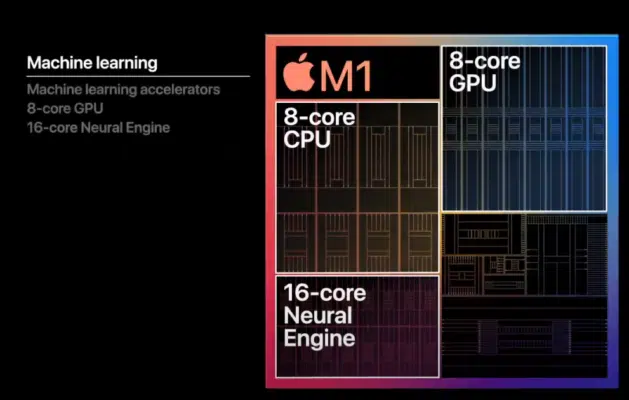 Machine learning
Machine learning accelerators
8-core GPU
16-core Neural Engine
M1
8-core
CPU
8-core
GPU
16-core
Neural
Engine